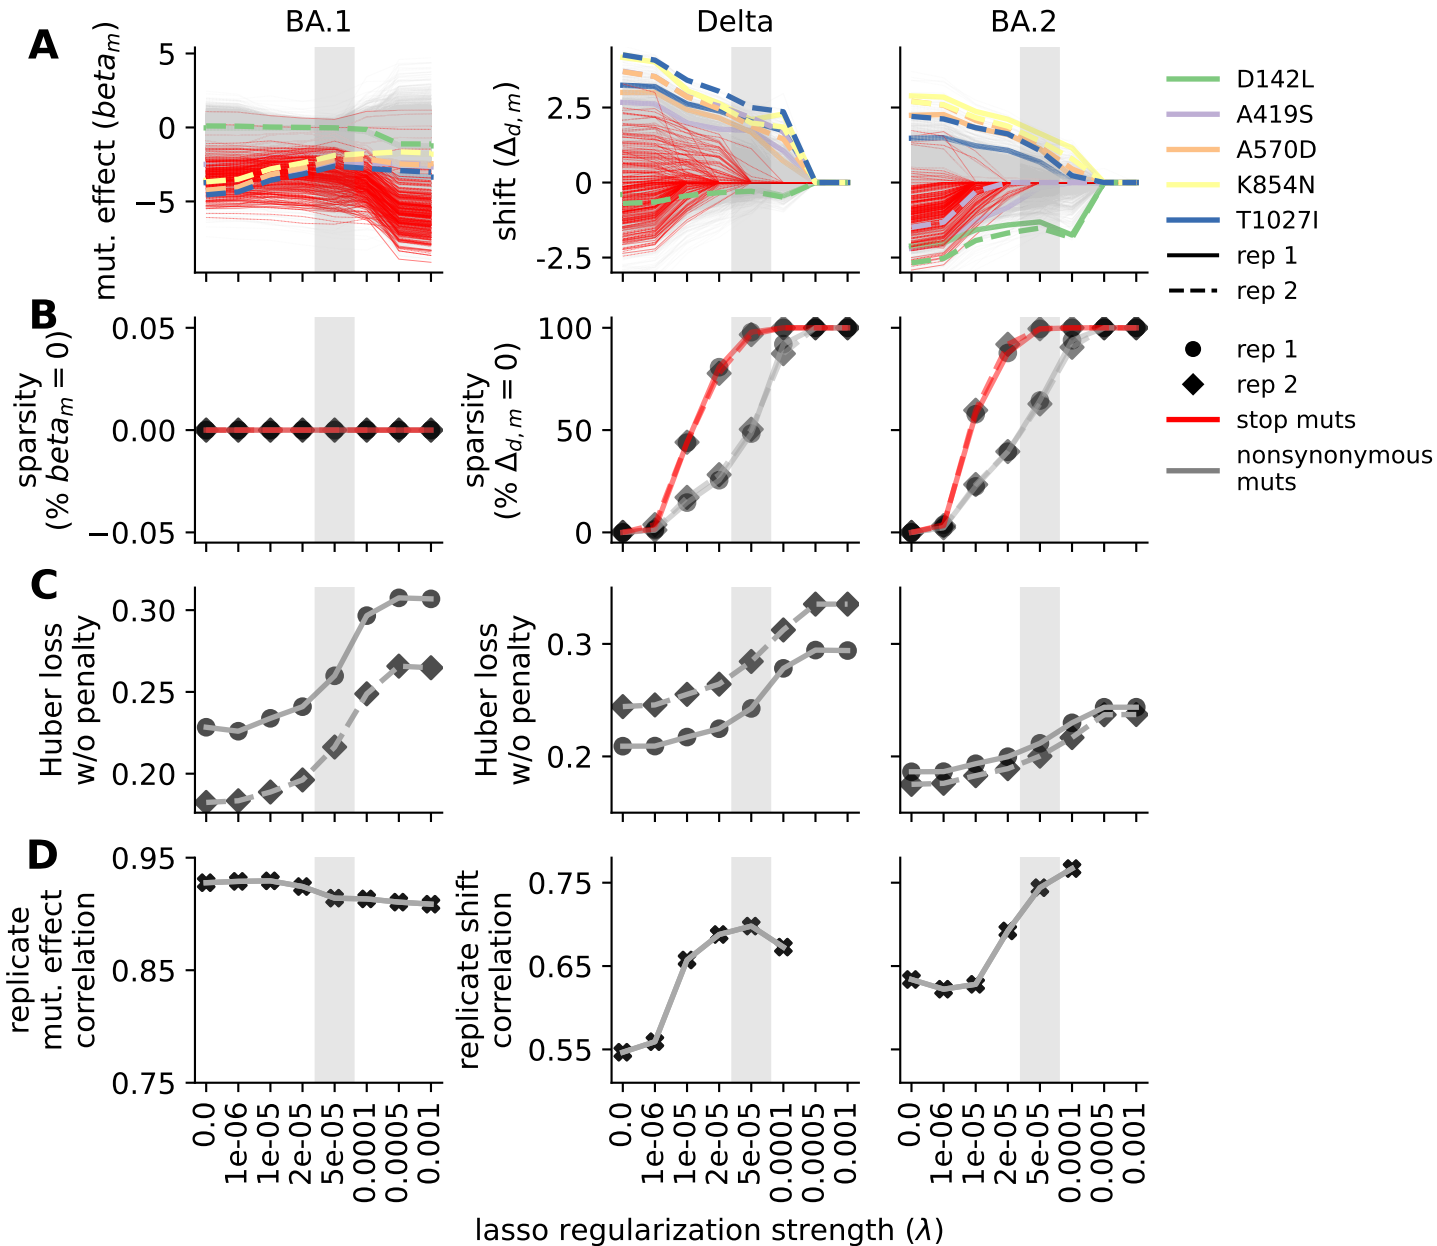 BA.1
Delta
BA.2
A
mut. effect (beta_m)
5
0
−5
shift (Δ_d, m)
2.5
0
-2.5
D142L
A419S
A570D
K854N
T1027I
rep 1
rep 2
B
sparsity
(% beta_m = 0)
0.05
0.00
−0.05
sparsity
(% Δ_d, m = 0)
100
50
0
rep 1
rep 2
stop muts
nonsynonymous
muts
C
Huber loss
w/o penalty
0.30
0.25
0.20
Huber loss
w/o penalty
0.3
0.2
D
replicate
mut. effect
correlation
0.95
0.85
0.75
replicate shift
correlation
0.75
0.65
0.55
0.0
1e-06
1e-05
2e-05
5e-05
0.0001
0.0005
0.001
0.0
1e-06
1e-05
2e-05
5e-05
0.0001
0.0005
0.001
0.0
1e-06
1e-05
2e-05
5e-05
0.0001
0.0005
0.001
lasso regularization strength (λ)